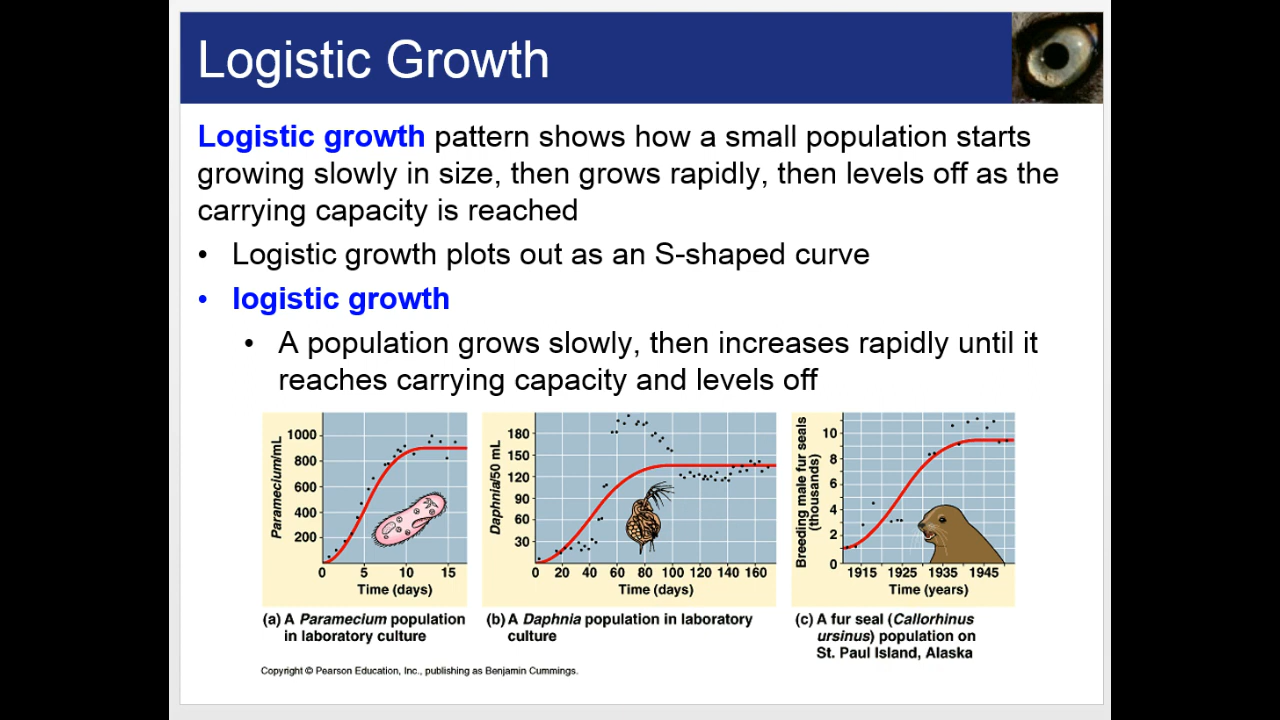 Logistic Growth
Logistic growth pattern shows how a small population starts
growing slowly in size, then grows rapidly, then levels off as the
carrying capacity is reached
• Logistic growth plots out as an S-shaped curve
• logistic growth
• A population grows slowly, then increases rapidly until it
reaches carrying capacity and levels off
Paramecium/mL
1000
800
600
400
200
0 5 10 15
Time (days)
(a) A Paramecium population
in laboratory culture
Daphnia/50 mL
180
150
120
90
60
30
0 20 40 60 80 100 120 140 160
Time (days)
(b) A Daphnia population in laboratory
culture
Breeding male fur seals
(thousands)
10
8
6
4
2
0
1915 1925 1935 1945
Time (years)
(c) A fur seal (Callorhinus
ursinus) population on
St. Paul Island, Alaska
Copyright © Pearson Education, Inc., publishing as Benjamin Cummings.